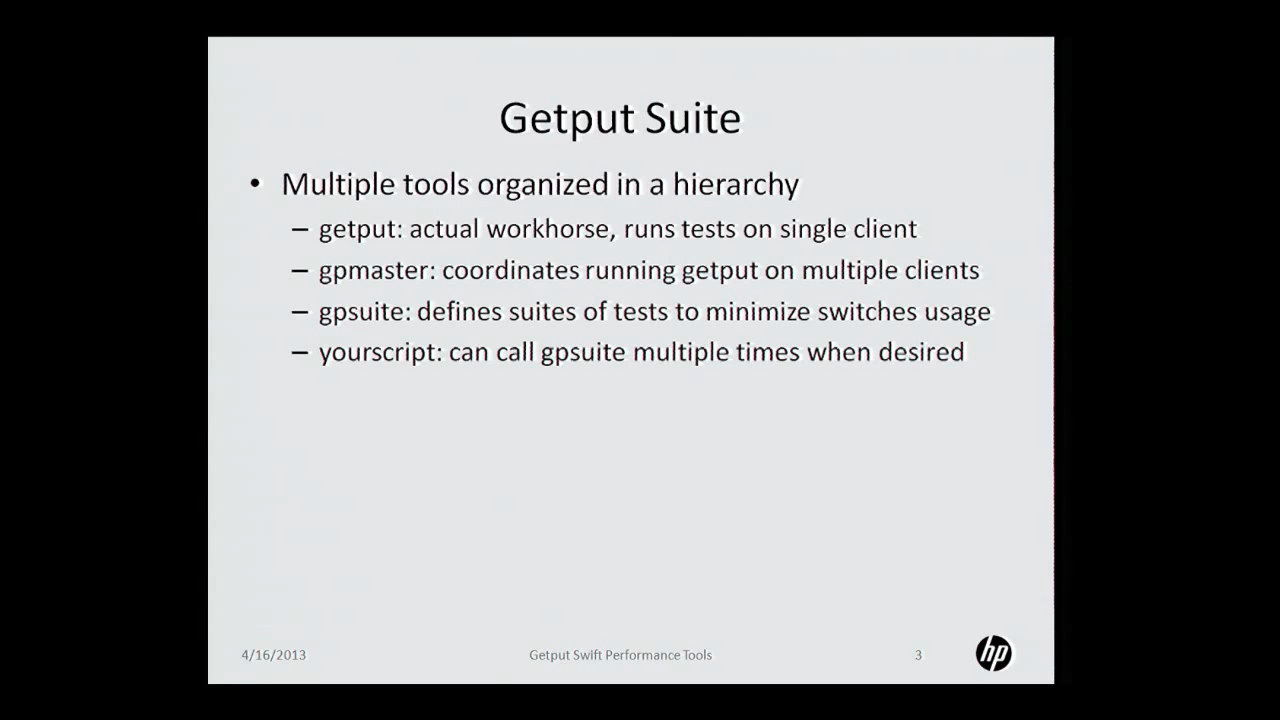 Getput Suite
• Multiple tools organized in a hierarchy
– getput: actual workhorse, runs tests on single client
– gpmaster: coordinates running getput on multiple clients
– gpsuite: defines suites of tests to minimize switches usage
– yourscript: can call gpsuite multiple times when desired
4/16/2013 Getput Swift Performance Tools 3 hp